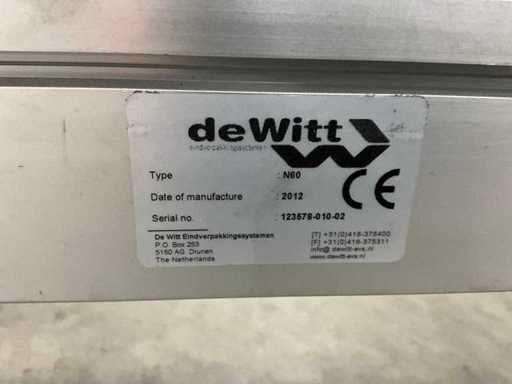 deWitt
eindverpakkingssystemen
Type : N60
Date of manufacture : 2012
CE
Serial no. : 123578-010-02
De Witt Eindverpakkingssystemen
P.O. Box 253
5150 AG Drunen
The Netherlands
[T] +31(0)416-375400
[F] +31(0)416-375311
info@dewitt-evs.nl
www.dewitt-evs.nl